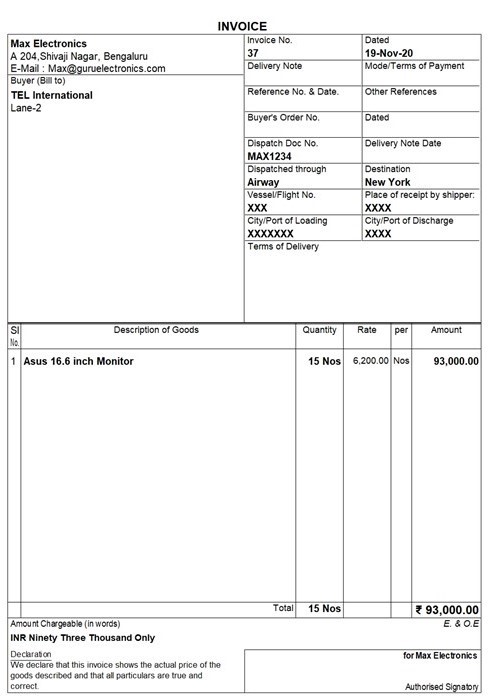 INVOICE
Max Electronics
A 204,Shivaji Nagar, Bengaluru
E-Mail : Max@guruelectronics.com
Buyer (Bill to)
TEL International
Lane-2
Invoice No.
37
Dated
19-Nov-20
Delivery Note
Mode/Terms of Payment
Reference No. & Date.
Other References
Buyer's Order No.
Dated
Dispatch Doc No.
MAX1234
Delivery Note Date
Dispatched through
Airway
Destination
New York
Vessel/Flight No.
XXX
Place of receipt by shipper:
XXXX
City/Port of Loading
XXXXXXX
City/Port of Discharge
XXXX
Terms of Delivery
Sl No. Description of Goods Quantity Rate per Amount
1 Asus 16.6 inch Monitor 15 Nos 6,200.00 Nos 93,000.00
Total 15 Nos ₹ 93,000.00
Amount Chargeable (in words) E. & O.E
INR Ninety Three Thousand Only
Declaration
We declare that this invoice shows the actual price of the
goods described and that all particulars are true and
correct.
for Max Electronics
Authorised Signatory